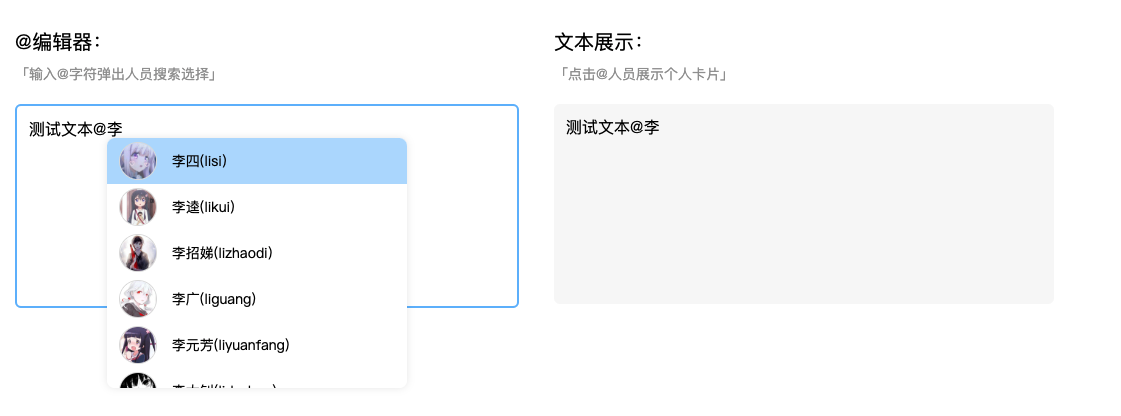 @编辑器：
「输入@字符弹出人员搜索选择」
测试文本@李
李四(lisi)
李逵(likui)
李招娣(lizhaodi)
李广(liguang)
李元芳(liyuanfang)
文本展示：
「点击@人员展示个人卡片」
测试文本@李